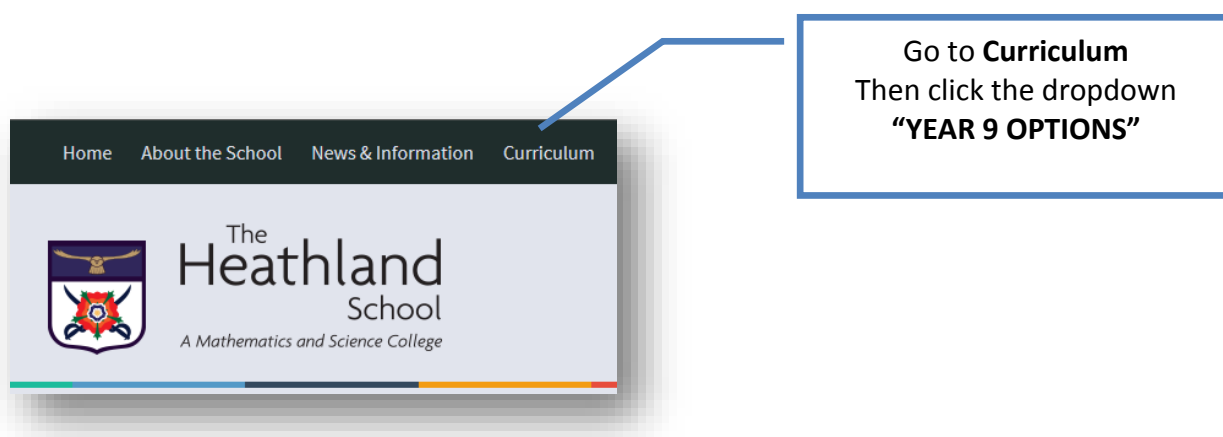 Go to Curriculum
Then click the dropdown
“YEAR 9 OPTIONS”
Home About the School News & Information Curriculum
The
Heathland
School
A Mathematics and Science College